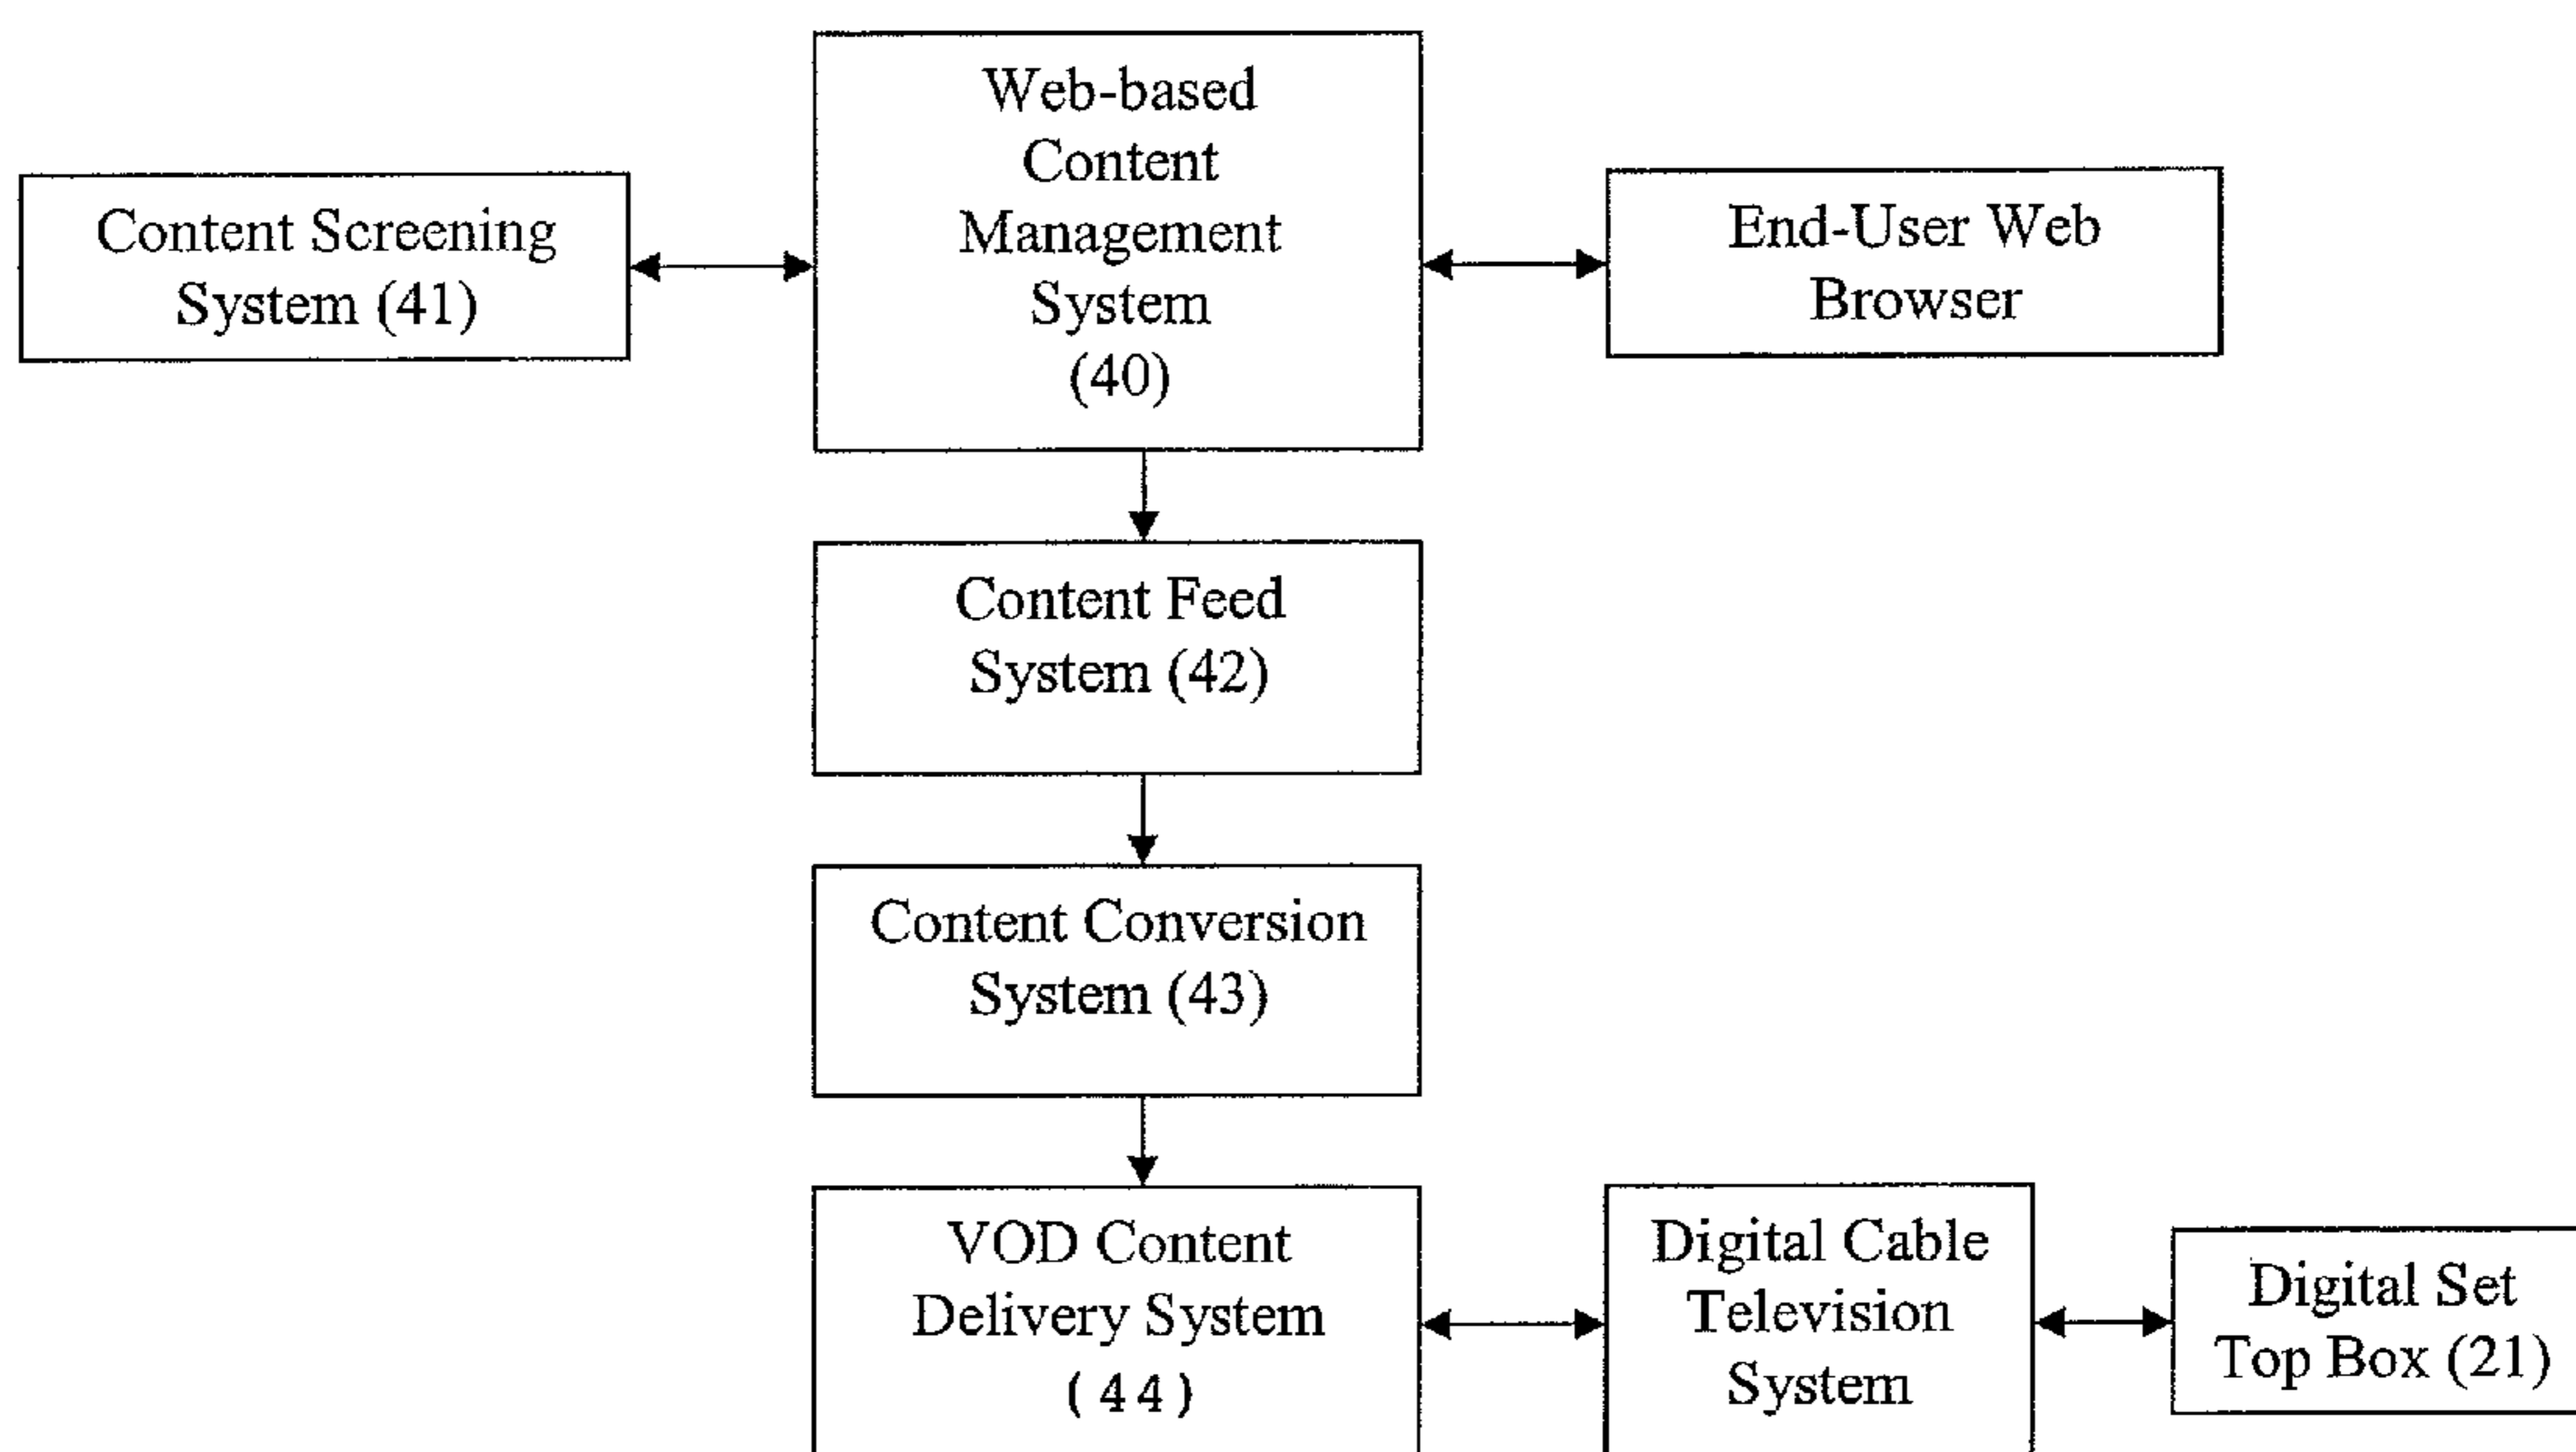 Web-based
Content
Management
System
(40)
Content Screening
System (41)
End-User Web
Browser
Content Feed
System (42)
Content Conversion
System (43)
VOD Content
Delivery System
(44)
Digital Cable
Television
System
Digital Set
Top Box (21)